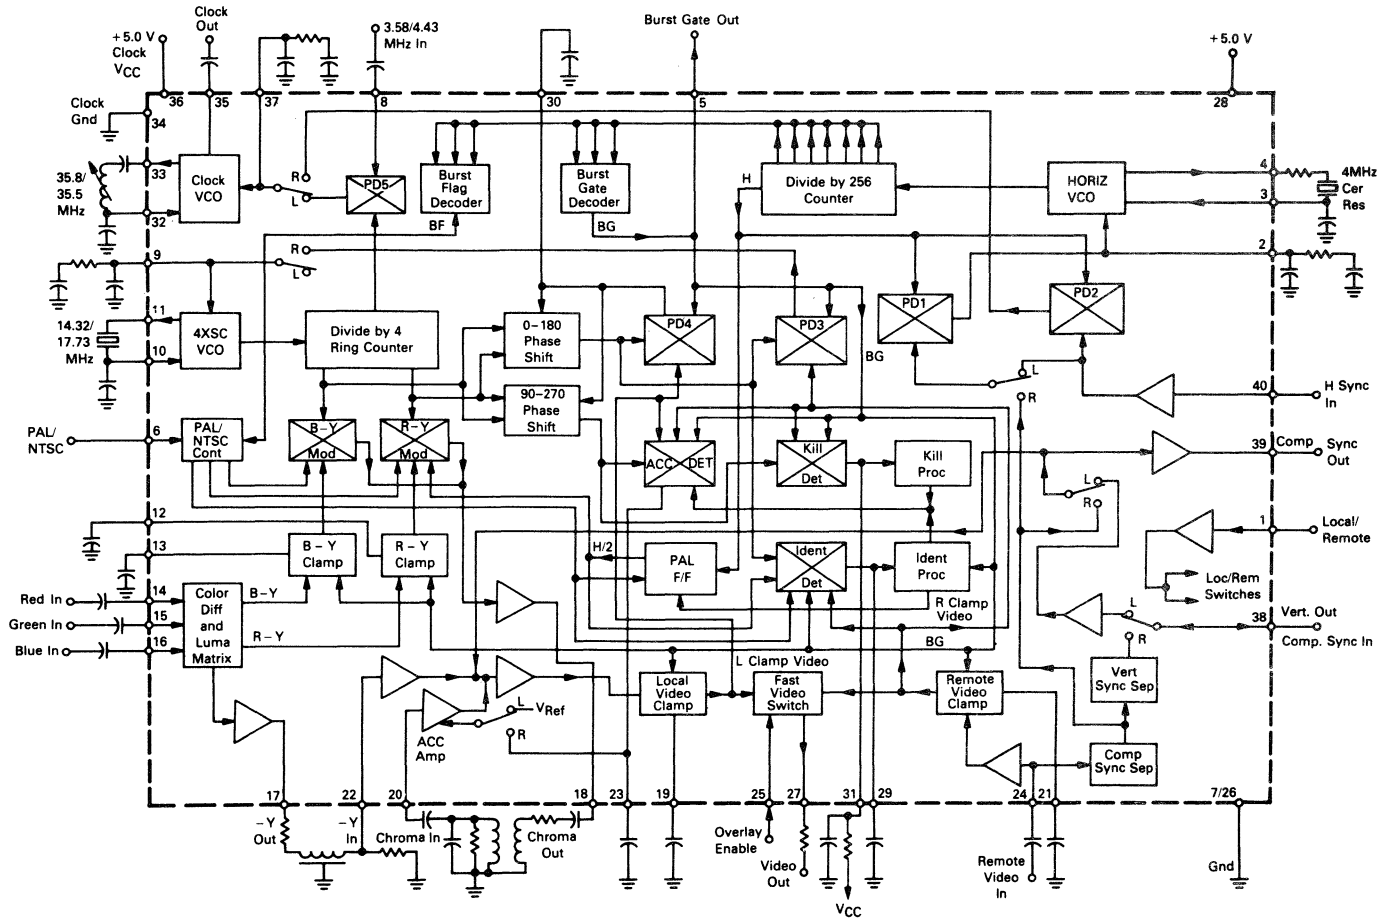 Clock
Out
+5.0 V
Clock
VCC
3.58/4.43
MHz In
Burst Gate Out
+5.0 V
36
35
37
8
30
5
28
Clock
Gnd
34
33
35.8/
35.5
MHz
32
Clock
VCO
R
L
PD5
Burst
Flag
Decoder
BF
Burst
Gate
Decoder
BG
H
Divide by 256
Counter
HORIZ
VCO
4
3
4MHz
Cer
Res
2
9
R
L
11
14.32/
17.73
MHz
10
4XSC
VCO
Divide by 4
Ring Counter
0-180
Phase
Shift
90-270
Phase
Shift
PD4
PD3
BG
PD1
PD2
L
R
40
H Sync
In
PAL/
NTSC
6
PAL/
NTSC
Cont
B-Y
Mod
R-Y
Mod
ACC DET
Kill
Det
Kill
Proc
39
Comp Sync
Out
L
R
12
13
B-Y
Clamp
R-Y
Clamp
H/2
PAL
F/F
Ident
Det
Ident
Proc
1
Local/
Remote
Loc/Rem
Switches
Red In
14
Green In
15
Blue In
16
Color
Diff
and
Luma
Matrix
B-Y
R-Y
R Clamp
Video
BG
L
R
38
Vert. Out
Comp. Sync In
L Clamp Video
Local
Video
Clamp
Fast
Video
Switch
Remote
Video
Clamp
Vert
Sync Sep
Comp
Sync Sep
ACC
Amp
L
VRef
R
17
22
20
18
23
19
25
27
31
29
24
21
7/26
-Y
Out
-Y
In
Chroma In
Chroma
Out
Overlay
Enable
Video
Out
VCC
Remote
Video
In
Gnd